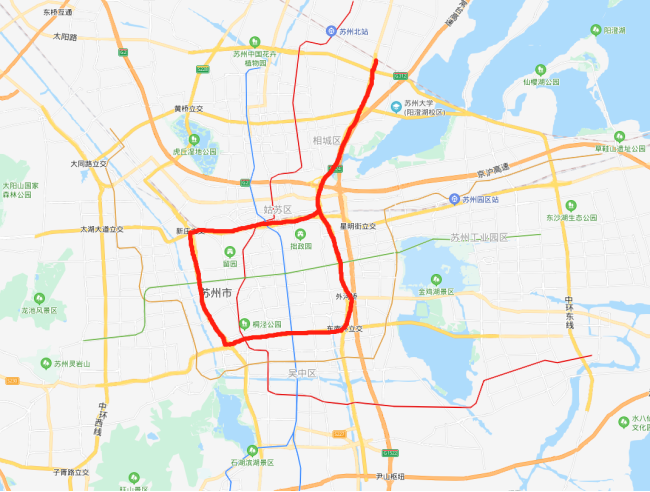 东桥互通
苏州北站
阳澄湖
太阳路
苏州中国花卉
植物园
仙樱湖公园
黄桥立交
苏州大学
(阳澄湖校区)
相城区
虎丘湿地公园
草鞋山遗址公园
大同路立交
京沪高速
大阳山国家
森林公园
苏州园区站
姑苏区
东沙湖生态公园
太湖大道立交
新庄立交
拙政园
星明街立交
苏州工业园区
留园
金鸡湖景区
苏州市
外河桥
龙池风景区
中环东线
桐泾公园
东南环立交
苏州灵岩山
吴中区
中环西线
水八仙
文化园
石湖滨湖景区
子胥路立交
尹山枢纽